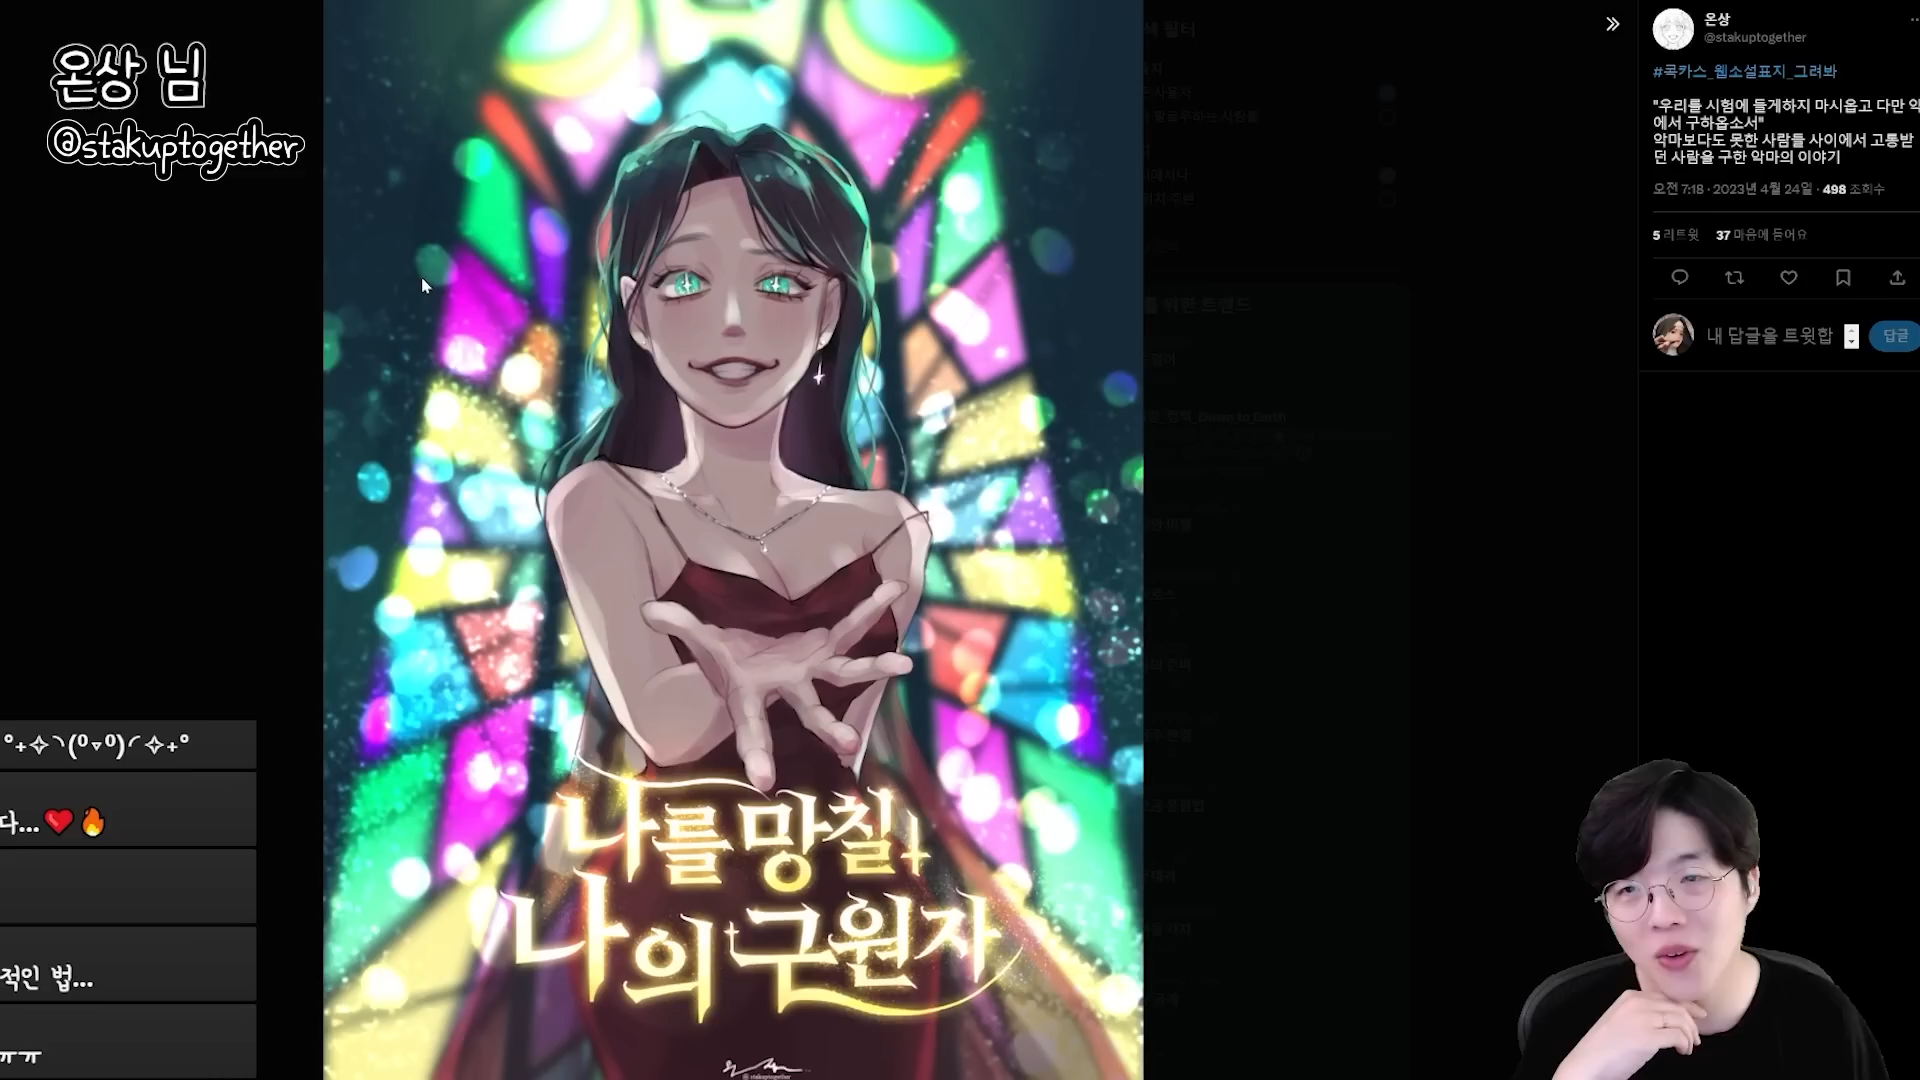 온상 님
@stakuptogether
나를 망칠
나의 구원자
@stakuptogether
온상
@stakuptogether
#콕카스_웹소설표지_그려봐
"우리를 시험에 들게하지 마시옵고 다만 악
에서 구하옵소서"
악마보다도 못한 사람들 사이에서 고통받
던 사람을 구한 악마의 이야기
오전 7:18 · 2023년 4월 24일 · 498 조회수
5 리트윗 37 마음에 들어요
내 답글을 트윗합
답글
°₊✧◝(⁰▿⁰)◜✧₊°
다...❤️🔥
적인 법...
ㅠㅠ